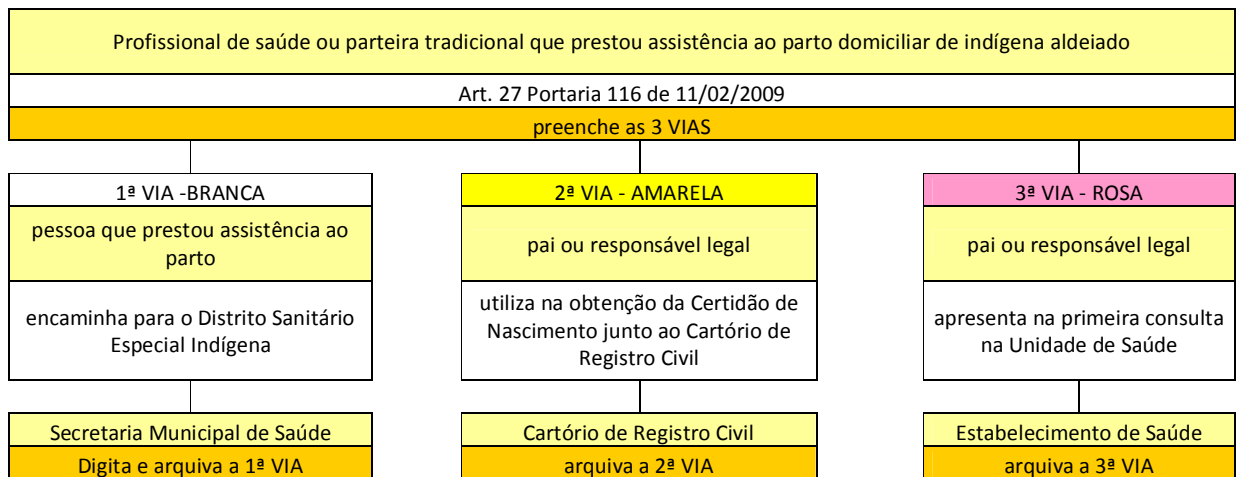 Profissional de saúde ou parteira tradicional que prestou assistência ao parto domiciliar de indígena aldeiado
Art. 27 Portaria 116 de 11/02/2009
preenche as 3 VIAS
1ª VIA -BRANCA
pessoa que prestou assistência ao
parto
encaminha para o Distrito Sanitário
Especial Indígena
Secretaria Municipal de Saúde
Digita e arquiva a 1ª VIA
2ª VIA - AMARELA
pai ou responsável legal
utiliza na obtenção da Certidão de
Nascimento junto ao Cartório de
Registro Civil
Cartório de Registro Civil
arquiva a 2ª VIA
3ª VIA - ROSA
pai ou responsável legal
apresenta na primeira consulta
na Unidade de Saúde
Estabelecimento de Saúde
arquiva a 3ª VIA